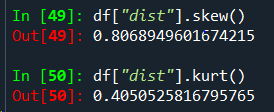 In [49]: df["dist"].skew()
Out[49]: 0.8068949601674215
In [50]: df["dist"].kurt()
Out[50]: 0.4050525816795765